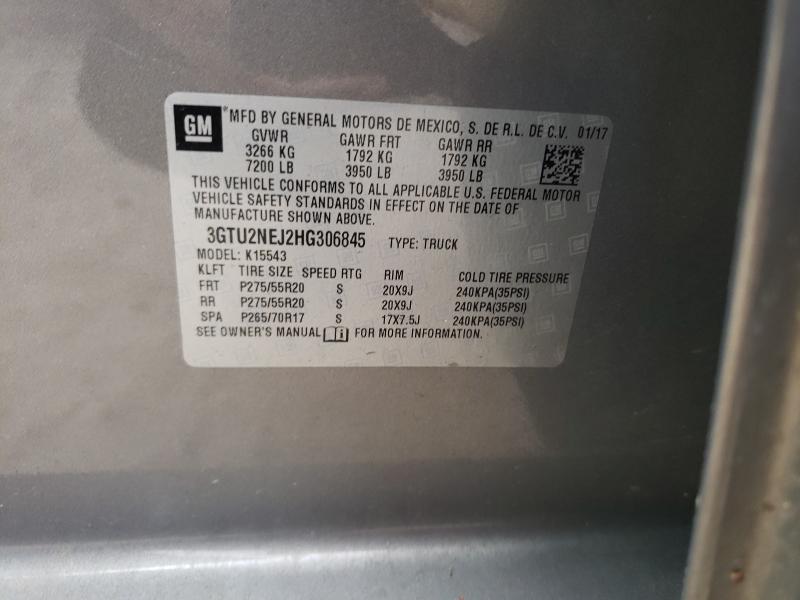 GM ®MFD BY GENERAL MOTORS DE MEXICO, S. DE R.L. DE C.V. 01/17
GVWR GAWR FRT GAWR RR
3266 KG 1792 KG 1792 KG
7200 LB 3950 LB 3950 LB
THIS VEHICLE CONFORMS TO ALL APPLICABLE U.S. FEDERAL MOTOR
VEHICLE SAFETY STANDARDS IN EFFECT ON THE DATE OF
MANUFACTURE SHOWN ABOVE.
3GTU2NEJ2HG306845 TYPE: TRUCK
MODEL: K15543
KLFT TIRE SIZE SPEED RTG RIM COLD TIRE PRESSURE
FRT P275/55R20 S 20X9J 240KPA(35PSI)
RR P275/55R20 S 20X9J 240KPA(35PSI)
SPA P265/70R17 S 17X7.5J 240KPA(35PSI)
SEE OWNER'S MANUAL i FOR MORE INFORMATION.